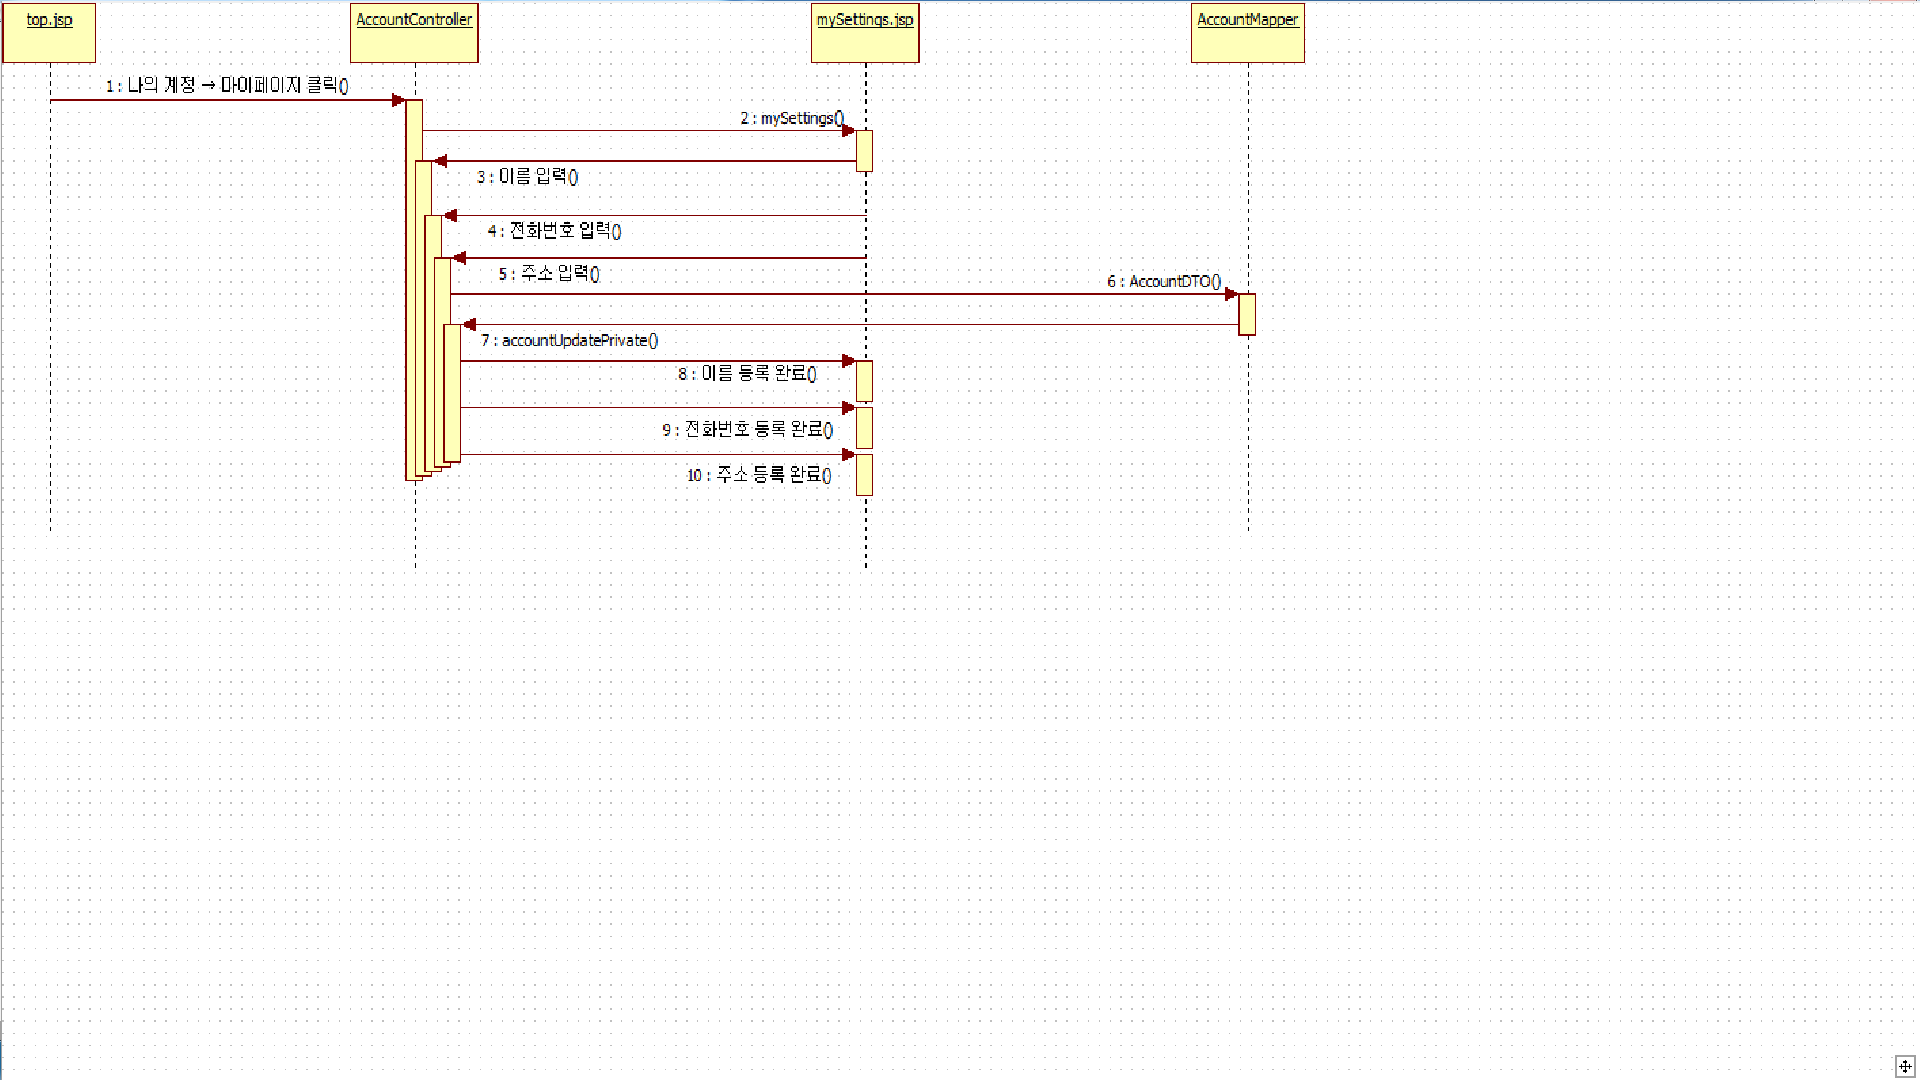 top.jsp
AccountController
mySettings.jsp
AccountMapper
1 : 나의 계정 → 마이페이지 클릭()
2 : mySettings()
3 : 이름 입력()
4 : 전화번호 입력()
5 : 주소 입력()
6 : AccountDTO()
7 : accountUpdatePrivate()
8 : 이름 등록 완료()
9 : 전화번호 등록 완료()
10 : 주소 등록 완료()